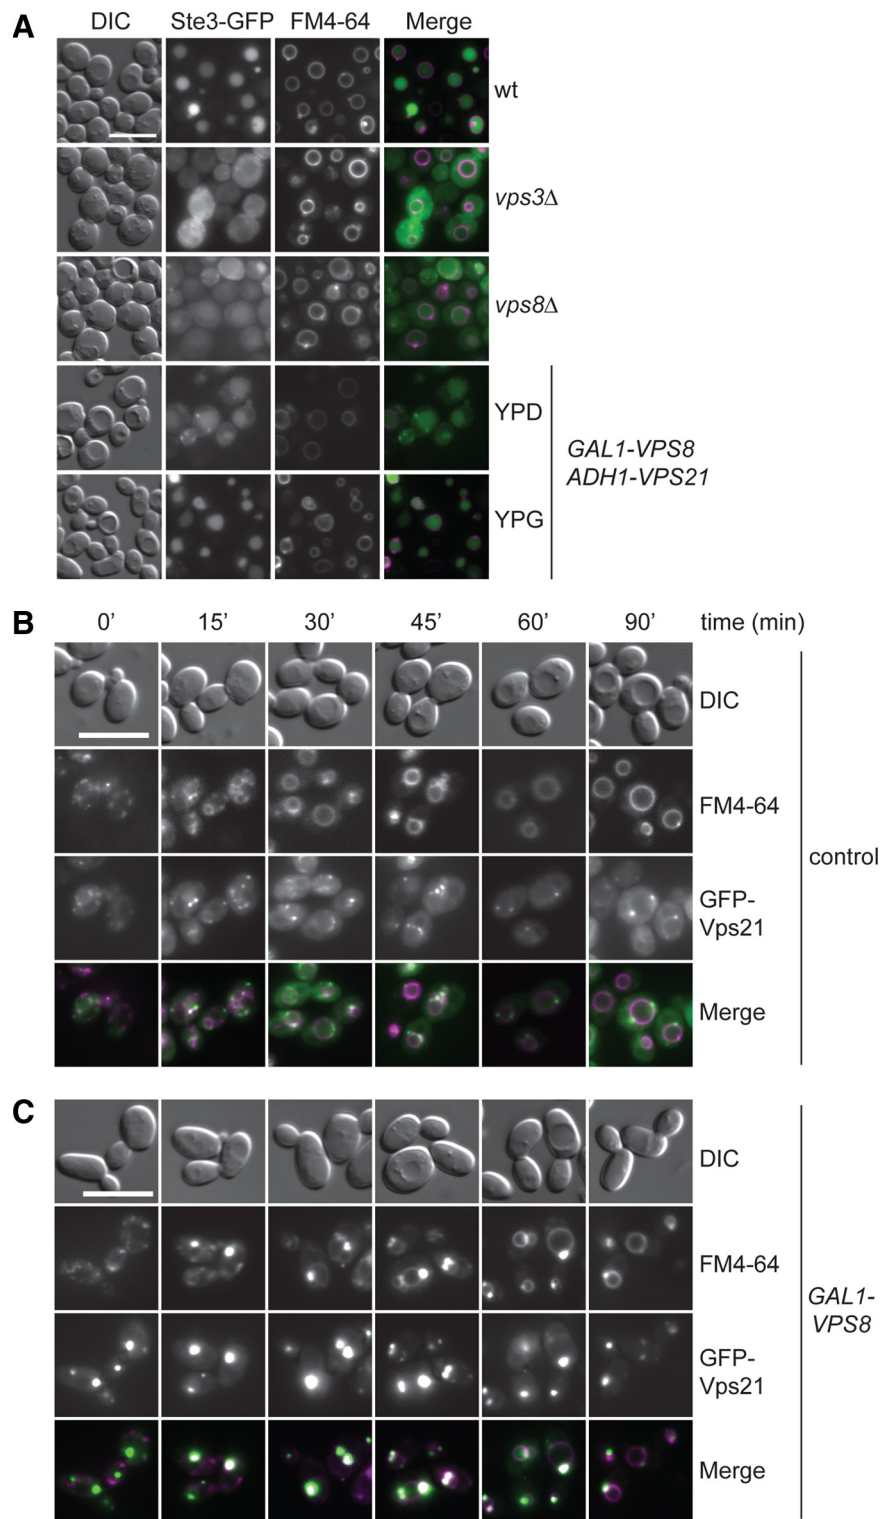 A
DIC Ste3-GFP FM4-64 Merge
wt
vps3Δ
vps8Δ
YPD
YPG
GAL1-VPS8
ADH1-VPS21
B
0’ 15’ 30’ 45’ 60’ 90’ time (min)
DIC
FM4-64
GFP-
Vps21
Merge
control
C
DIC
FM4-64
GFP-
Vps21
Merge
GAL1-
VPS8